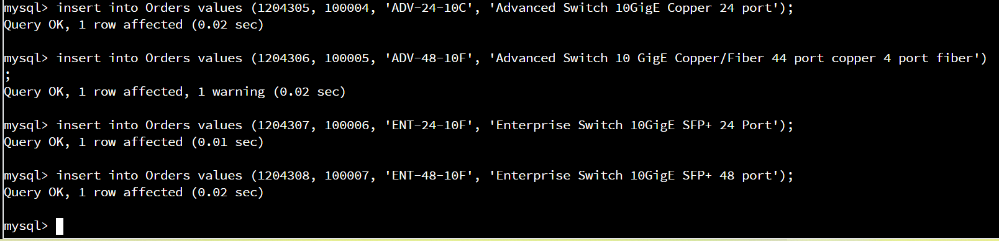 mysql> insert into Orders values (1204305, 100004, 'ADV-24-10C', 'Advanced Switch 10GigE Copper 24 port');
Query OK, 1 row affected (0.02 sec)
mysql> insert into Orders values (1204306, 100005, 'ADV-48-10F', 'Advanced Switch 10 GigE Copper/Fiber 44 port copper 4 port fiber')
;
Query OK, 1 row affected, 1 warning (0.02 sec)
mysql> insert into Orders values (1204307, 100006, 'ENT-24-10F', 'Enterprise Switch 10GigE SFP+ 24 Port');
Query OK, 1 row affected (0.01 sec)
mysql> insert into Orders values (1204308, 100007, 'ENT-48-10F', 'Enterprise Switch 10GigE SFP+ 48 port');
Query OK, 1 row affected (0.02 sec)
mysql>